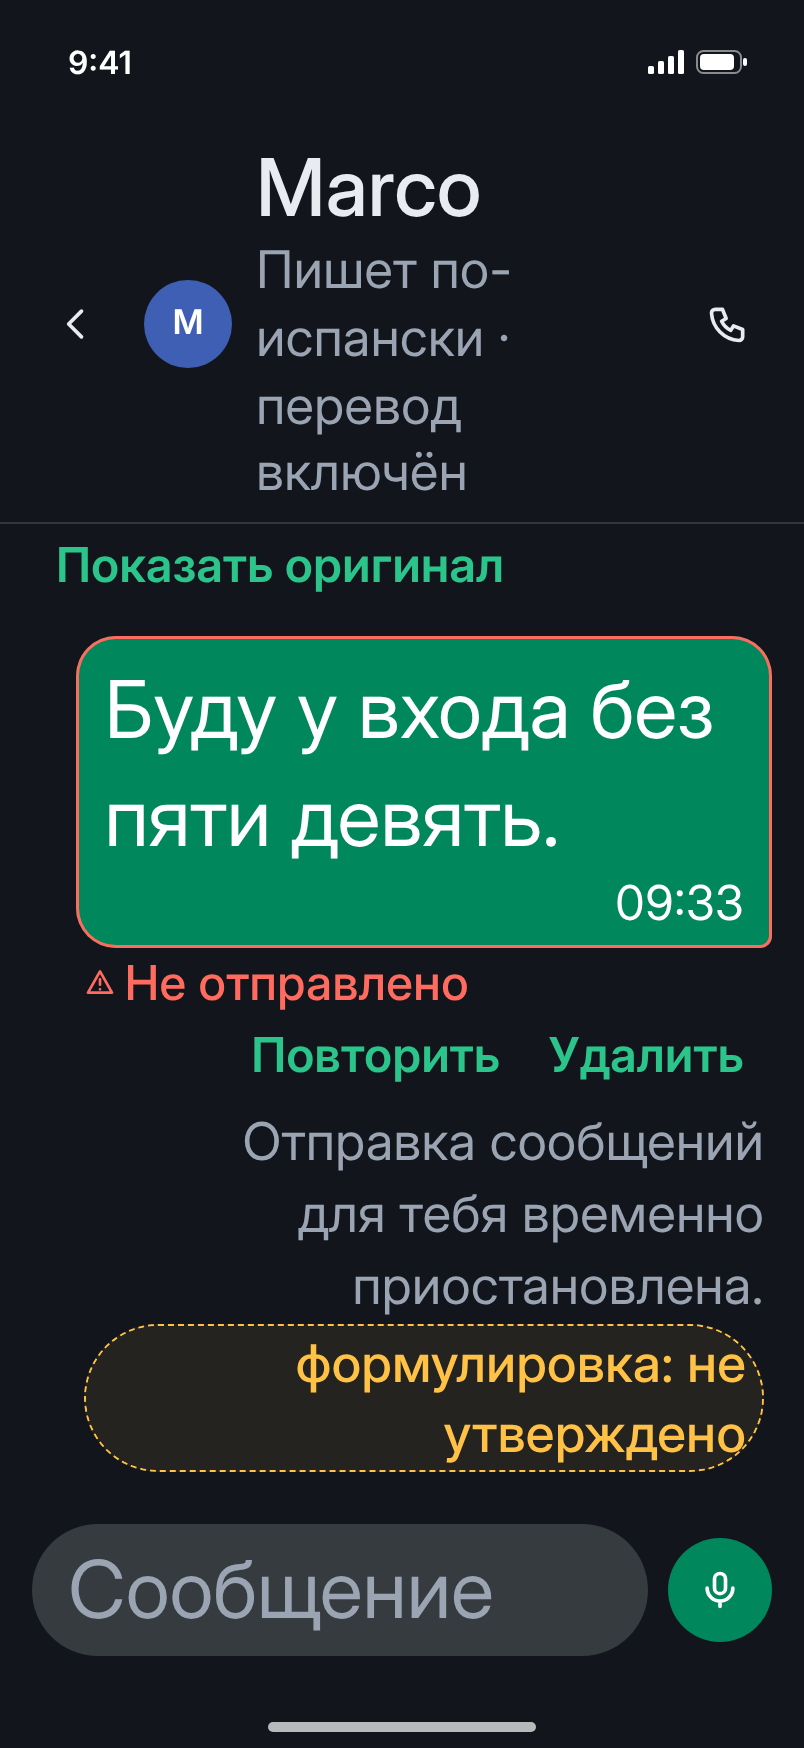 9:41
Marco
M
Пишет по-
испански ·
перевод
включён
Показать оригинал
Буду у входа без
пяти девять.
09:33
Не отправлено
Повторить Удалить
Отправка сообщений
для тебя временно
приостановлена.
формулировка: не
утверждено
Сообщение